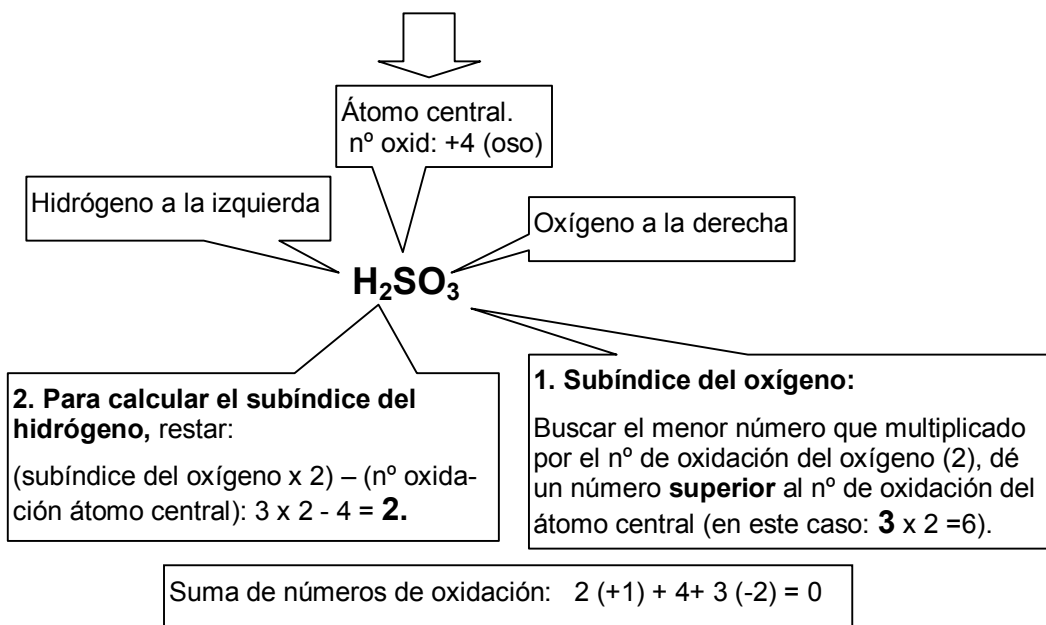 Átomo central.
nº oxid: +4 (oso)
Hidrógeno a la izquierda
Oxígeno a la derecha
H₂SO₃
2. Para calcular el subíndice del
hidrógeno, restar:
(subíndice del oxígeno x 2) – (nº oxida-
ción átomo central): 3 x 2 - 4 = 2.
1. Subíndice del oxígeno:
Buscar el menor número que multiplicado
por el nº de oxidación del oxígeno (2), dé
un número superior al nº de oxidación del
átomo central (en este caso: 3 x 2 =6).
Suma de números de oxidación: 2 (+1) + 4+ 3 (-2) = 0